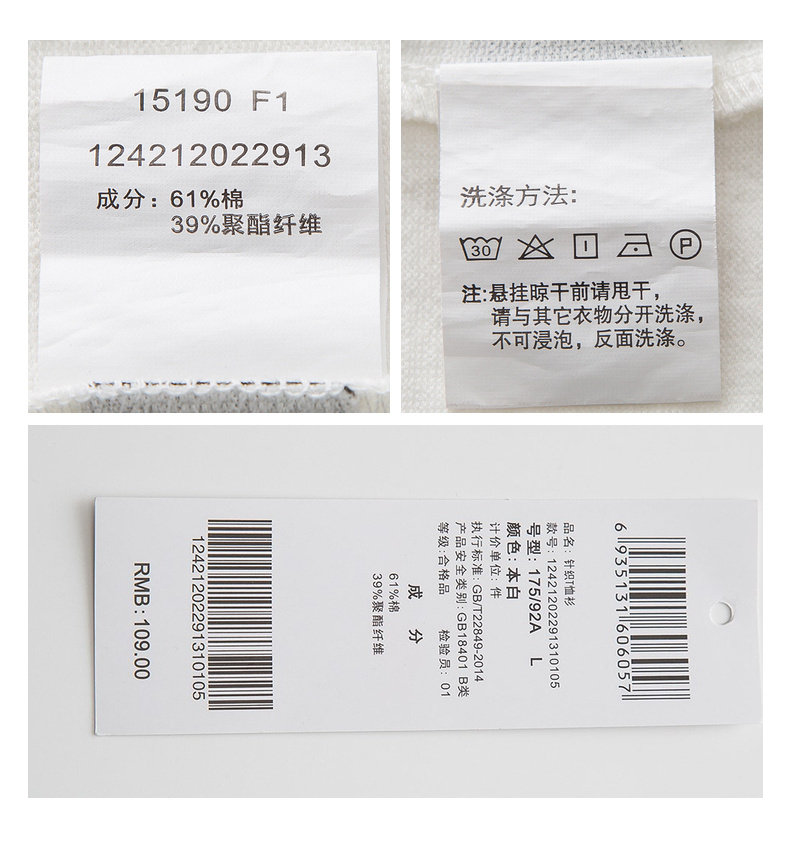 15190 F1
124212022913
成分：61%棉
39%聚酯纤维
洗涤方法:
30
P
注:悬挂晾干前请甩干，
请与其它衣物分开洗涤，
不可浸泡，反面洗涤。
6 935131 606057
品名：针织T恤衫
款号：124212022910105
号型：175/92A L
颜色：本白
计价单位：件
执行标准：GB/T22849-2014
产品安全类别：GB18401 B类
等级：合格品 检验员：01
成 分
61%棉
39%聚酯纤维
12421202291310105
RMB：109.00